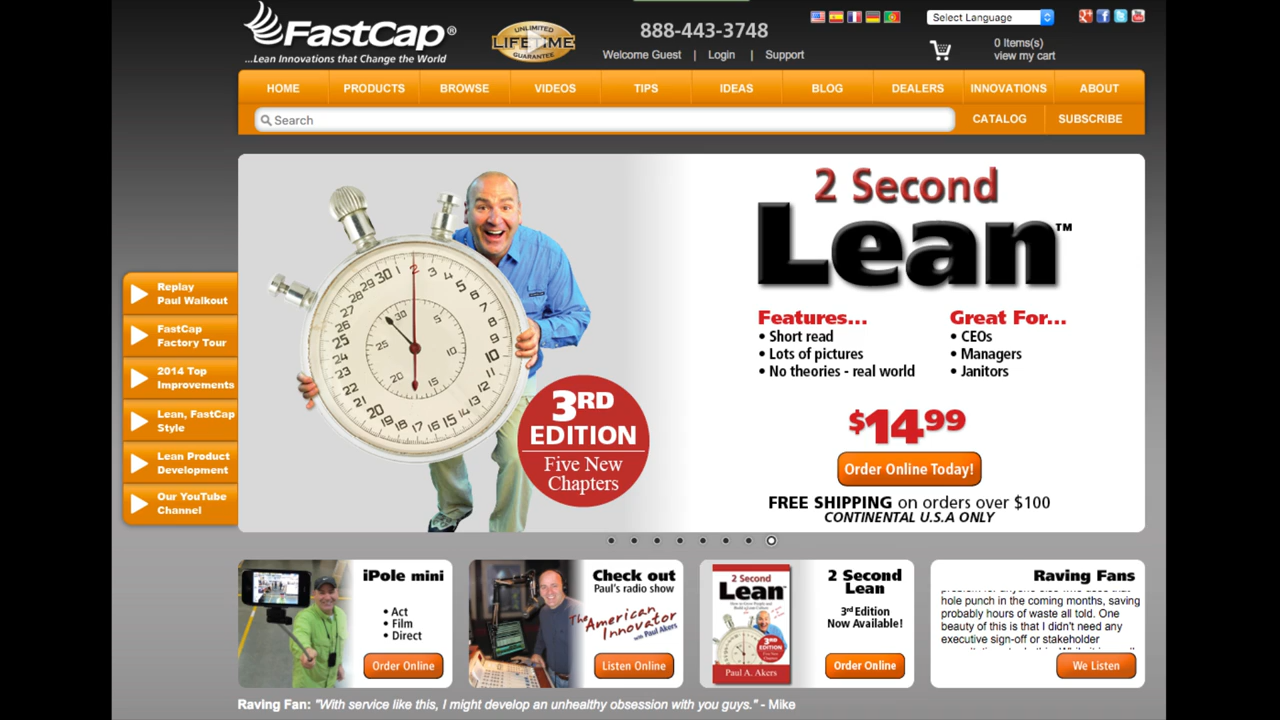 FastCap®
...Lean Innovations that Change the World
UNLIMITED
LIFETIME
GUARANTEE
888-443-3748
Welcome Guest | Login | Support
Select Language
0 Items(s)
view my cart
HOME
PRODUCTS
BROWSE
VIDEOS
TIPS
IDEAS
BLOG
DEALERS
INNOVATIONS
ABOUT
Search
CATALOG
SUBSCRIBE
Replay
Paul Walkout
FastCap
Factory Tour
2014 Top
Improvements
Lean, FastCap
Style
Lean Product
Development
Our YouTube
Channel
2 Second
Lean™
Features...
• Short read
• Lots of pictures
• No theories - real world
Great For...
• CEOs
• Managers
• Janitors
$14.99
Order Online Today!
FREE SHIPPING on orders over $100
CONTINENTAL U.S.A ONLY
3RD
EDITION
Five New
Chapters
iPole mini
• Act
• Film
• Direct
Order Online
Check out
Paul's radio show
The American
Innovator
with Paul Akers
Listen Online
2 Second
Lean
Paul A. Akers
2 Second
Lean
3rd Edition
Now Available!
Order Online
Raving Fans
hole punch in the coming months, saving
probably hours of waste all told. One
beauty of this is that I didn't need any
executive sign-off or stakeholder
We Listen
Raving Fan: "With service like this, I might develop an unhealthy obsession with you guys." - Mike